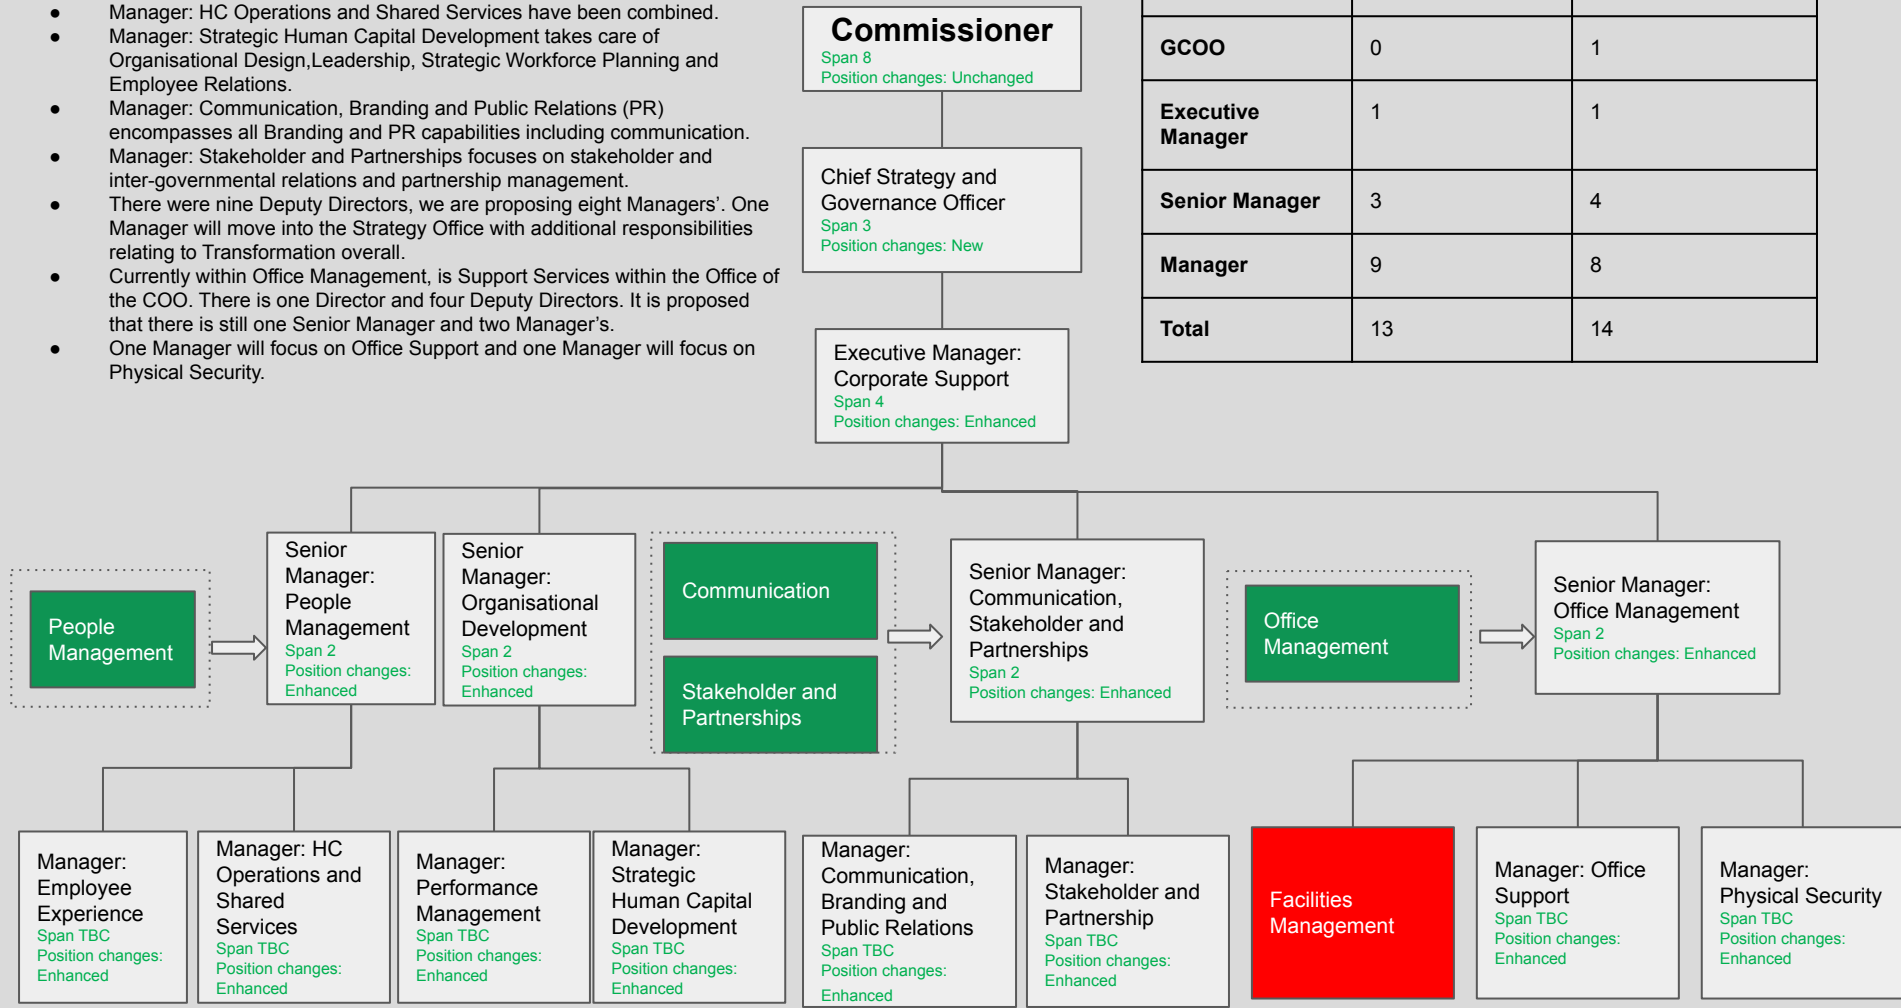 ● Manager: HC Operations and Shared Services have been combined.
● Manager: Strategic Human Capital Development takes care of
Organisational Design,Leadership, Strategic Workforce Planning and
Employee Relations.
● Manager: Communication, Branding and Public Relations (PR)
encompasses all Branding and PR capabilities including communication.
● Manager: Stakeholder and Partnerships focuses on stakeholder and
inter-governmental relations and partnership management.
● There were nine Deputy Directors, we are proposing eight Managers’. One
Manager will move into the Strategy Office with additional responsibilities
relating to Transformation overall.
● Currently within Office Management, is Support Services within the Office of
the COO. There is one Director and four Deputy Directors. It is proposed
that there is still one Senior Manager and two Manager’s.
● One Manager will focus on Office Support and one Manager will focus on
Physical Security.
Commissioner
Span 8
Position changes: Unchanged
Chief Strategy and
Governance Officer
Span 3
Position changes: New
Executive Manager:
Corporate Support
Span 4
Position changes: Enhanced
GCOO 0 1
Executive
Manager 1 1
Senior Manager 3 4
Manager 9 8
Total 13 14
People
Management
Senior
Manager:
People
Management
Span 2
Position changes:
Enhanced
Senior
Manager:
Organisational
Development
Span 2
Position changes:
Enhanced
Communication
Stakeholder and
Partnerships
Senior Manager:
Communication,
Stakeholder and
Partnerships
Span 2
Position changes: Enhanced
Office
Management
Senior Manager:
Office Management
Span 2
Position changes: Enhanced
Manager:
Employee
Experience
Span TBC
Position changes:
Enhanced
Manager: HC
Operations and
Shared
Services
Span TBC
Position changes:
Enhanced
Manager:
Performance
Management
Span TBC
Position changes:
Enhanced
Manager:
Strategic
Human Capital
Development
Span TBC
Position changes:
Enhanced
Manager:
Communication,
Branding and
Public Relations
Span TBC
Position changes:
Enhanced
Manager:
Stakeholder and
Partnership
Span TBC
Position changes:
Enhanced
Facilities
Management
Manager: Office
Support
Span TBC
Position changes:
Enhanced
Manager:
Physical Security
Span TBC
Position changes:
Enhanced